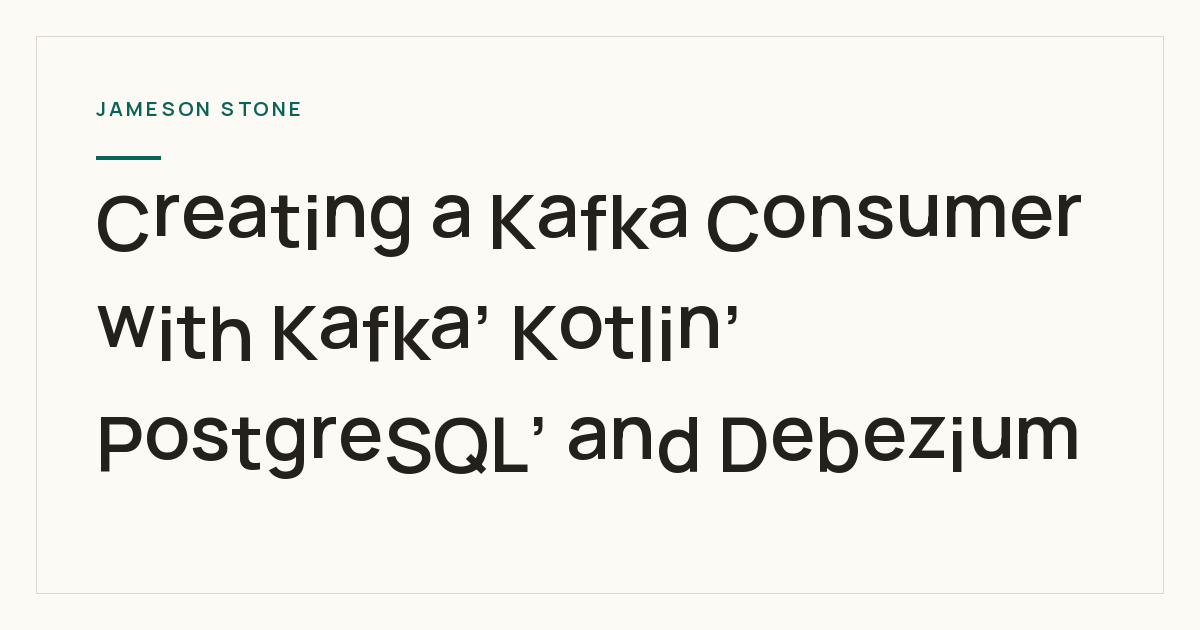 JAMESON STONE
Creating a Kafka Consumer
with Kafka, Kotlin,
PostgreSQL, and Debezium